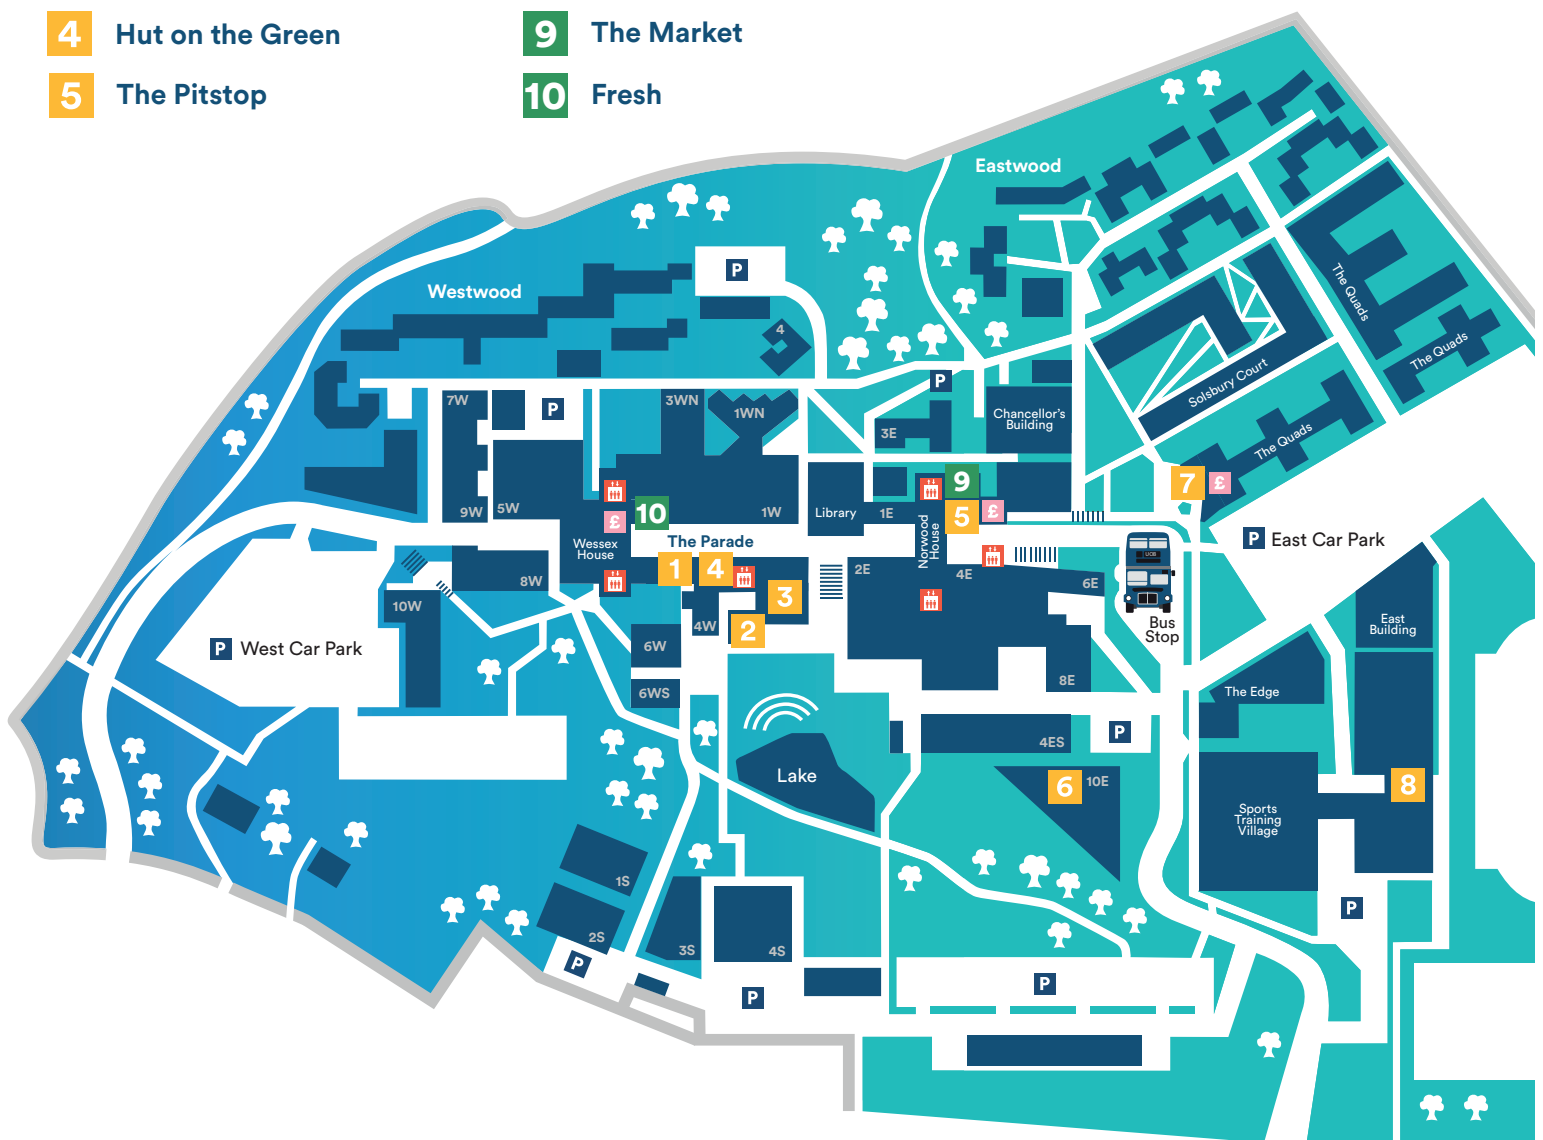 4 Hut on the Green
9 The Market
5 The Pitstop
10 Fresh
Eastwood
Westwood
P
4
The Quads
The Quads
Solsbury Court
P
7W
P
3WN
1WN
3E
Chancellor's
Building
The Quads
9
7 £
10
9W
5W
£
1W
Library
1E
5 £
Norwood
House
Wessex
House
The Parade
P East Car Park
1 4
2E
4E
6E
8W
3
UOB
10W
4W
2
Bus
Stop
East
Building
P West Car Park
6W
6WS
8E
The Edge
P
4ES
Lake
6 10E
8
Sports
Training
Village
1S
2S
3S
4S
P
P
P
P